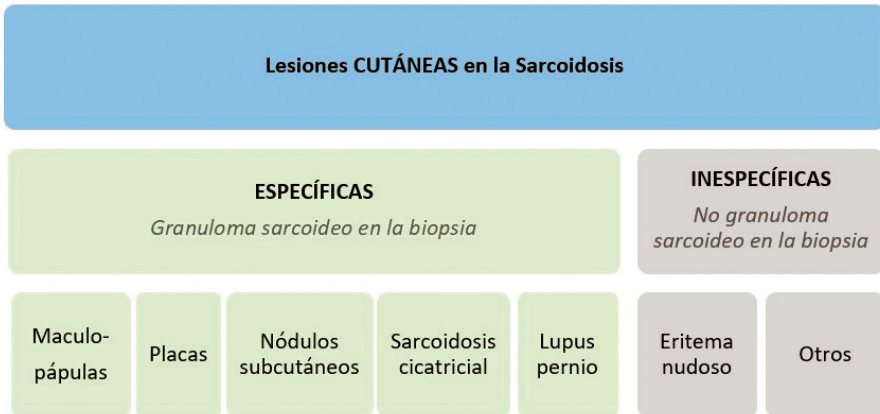 Lesiones CUTÁNEAS en la Sarcoidosis
ESPECÍFICAS
Granuloma sarcoideo en la biopsia
INESPECÍFICAS
No granuloma
sarcoideo en la biopsia
Maculo-
pápulas
Placas
Nódulos
subcutáneos
Sarcoidosis
cicatricial
Lupus
pernio
Eritema
nudoso
Otros